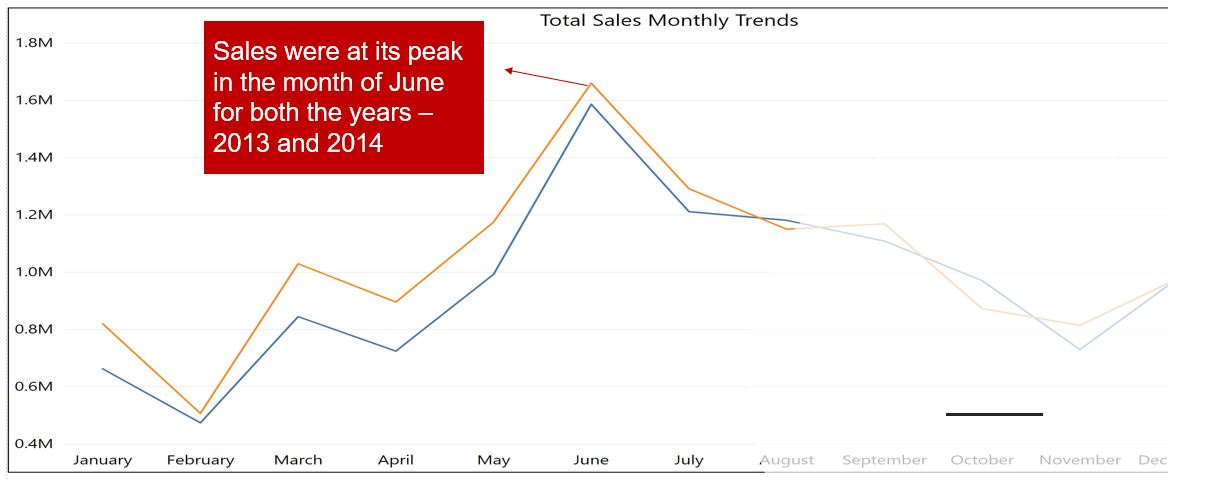 Total Sales Monthly Trends
Sales were at its peak
in the month of June
for both the years –
2013 and 2014
1.8M
1.6M
1.4M
1.2M
1.0M
0.8M
0.6M
0.4M
January February March April May June July August September October November Dec